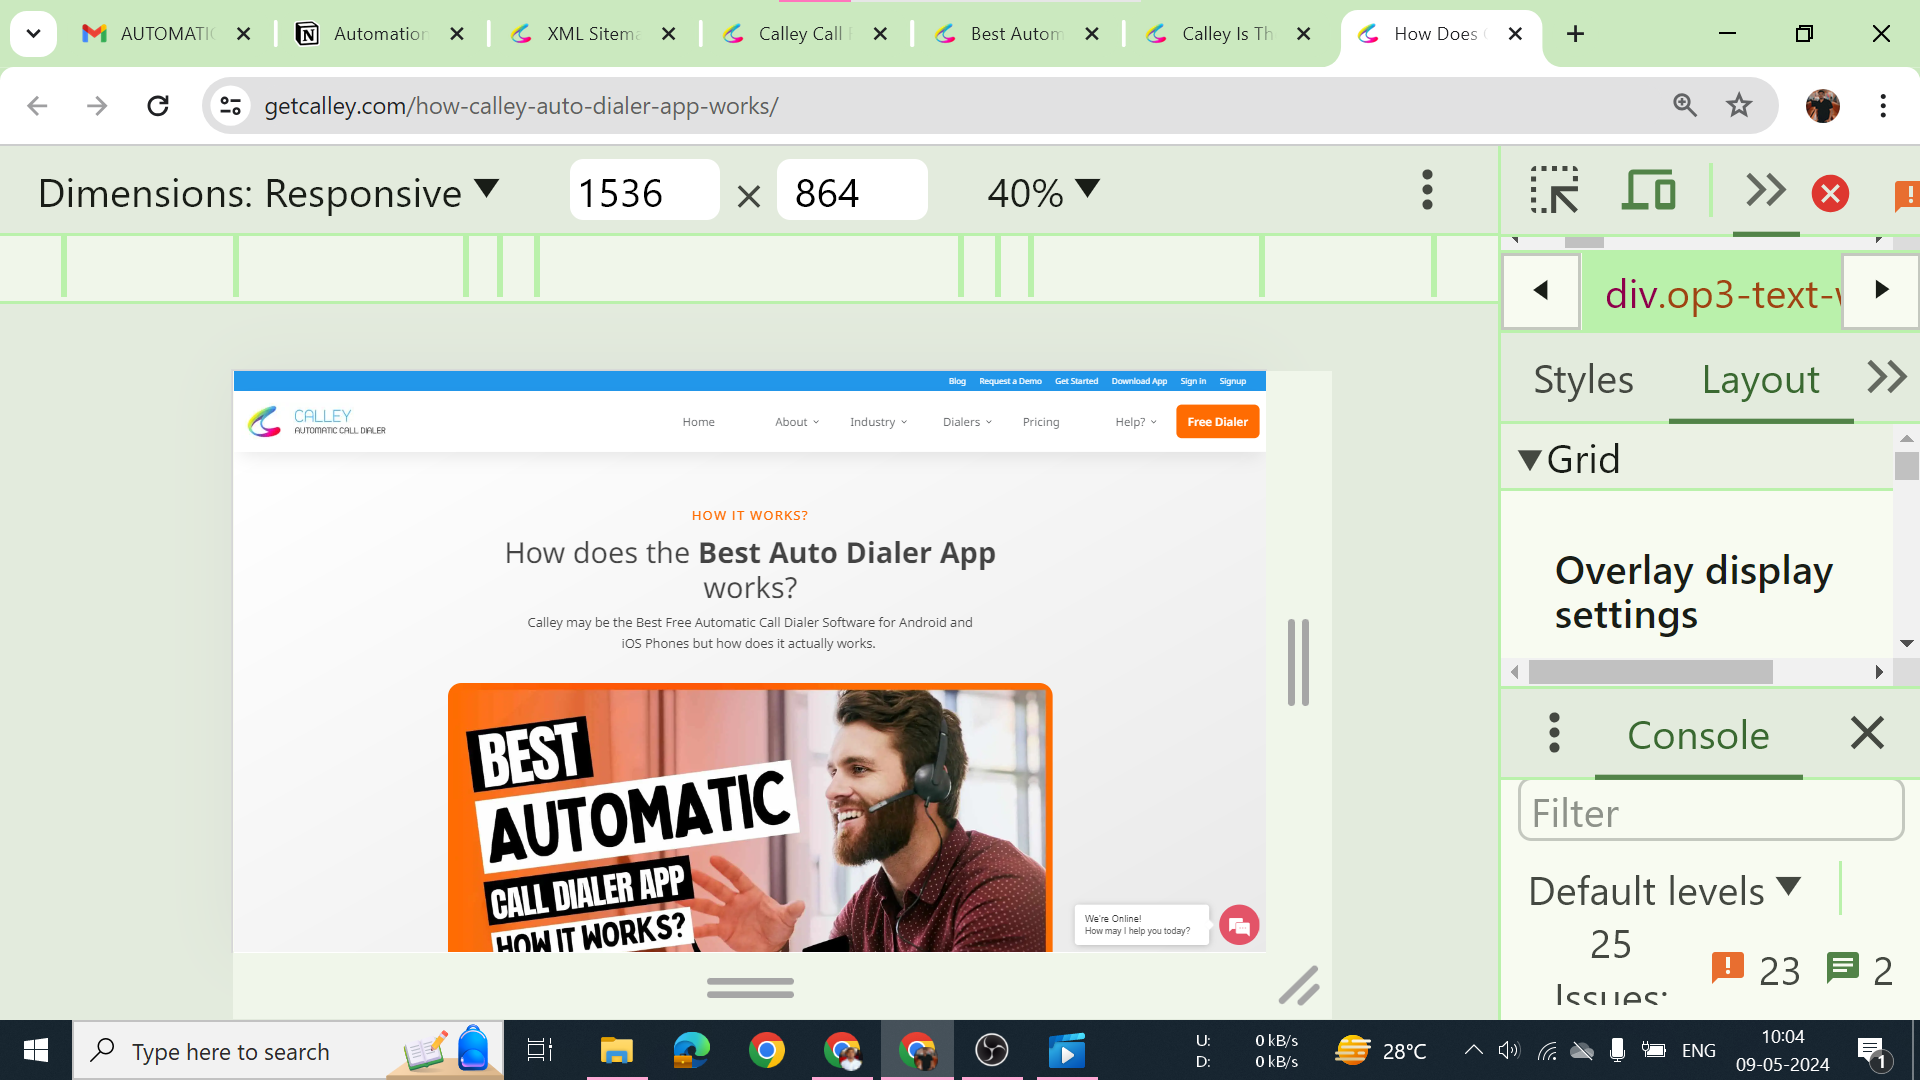 AUTOMATIC
Automation
XML Sitema
Calley Call
Best Autom
Calley Is Th
How Does
getcalley.com/how-calley-auto-dialer-app-works/
Dimensions: Responsive
1536
×
864
40%
div.op3-text-
Styles
Layout
Grid
Overlay display
settings
Console
Filter
Default levels
25
Issues:
23
2
Blog
Request a Demo
Get Started
Download App
Sign in
Signup
CALLEY
AUTOMATIC CALL DIALER
Home
About
Industry
Dialers
Pricing
Help?
Free Dialer
HOW IT WORKS?
How does the Best Auto Dialer App
works?
Calley may be the Best Free Automatic Call Dialer Software for Android and
iOS Phones but how does it actually works.
BEST
AUTOMATIC
CALL DIALER APP
HOW IT WORKS?
We're Online!
How may I help you today?
Type here to search
U:
0 kB/s
D:
0 kB/s
28°C
ENG
10:04
09-05-2024
1